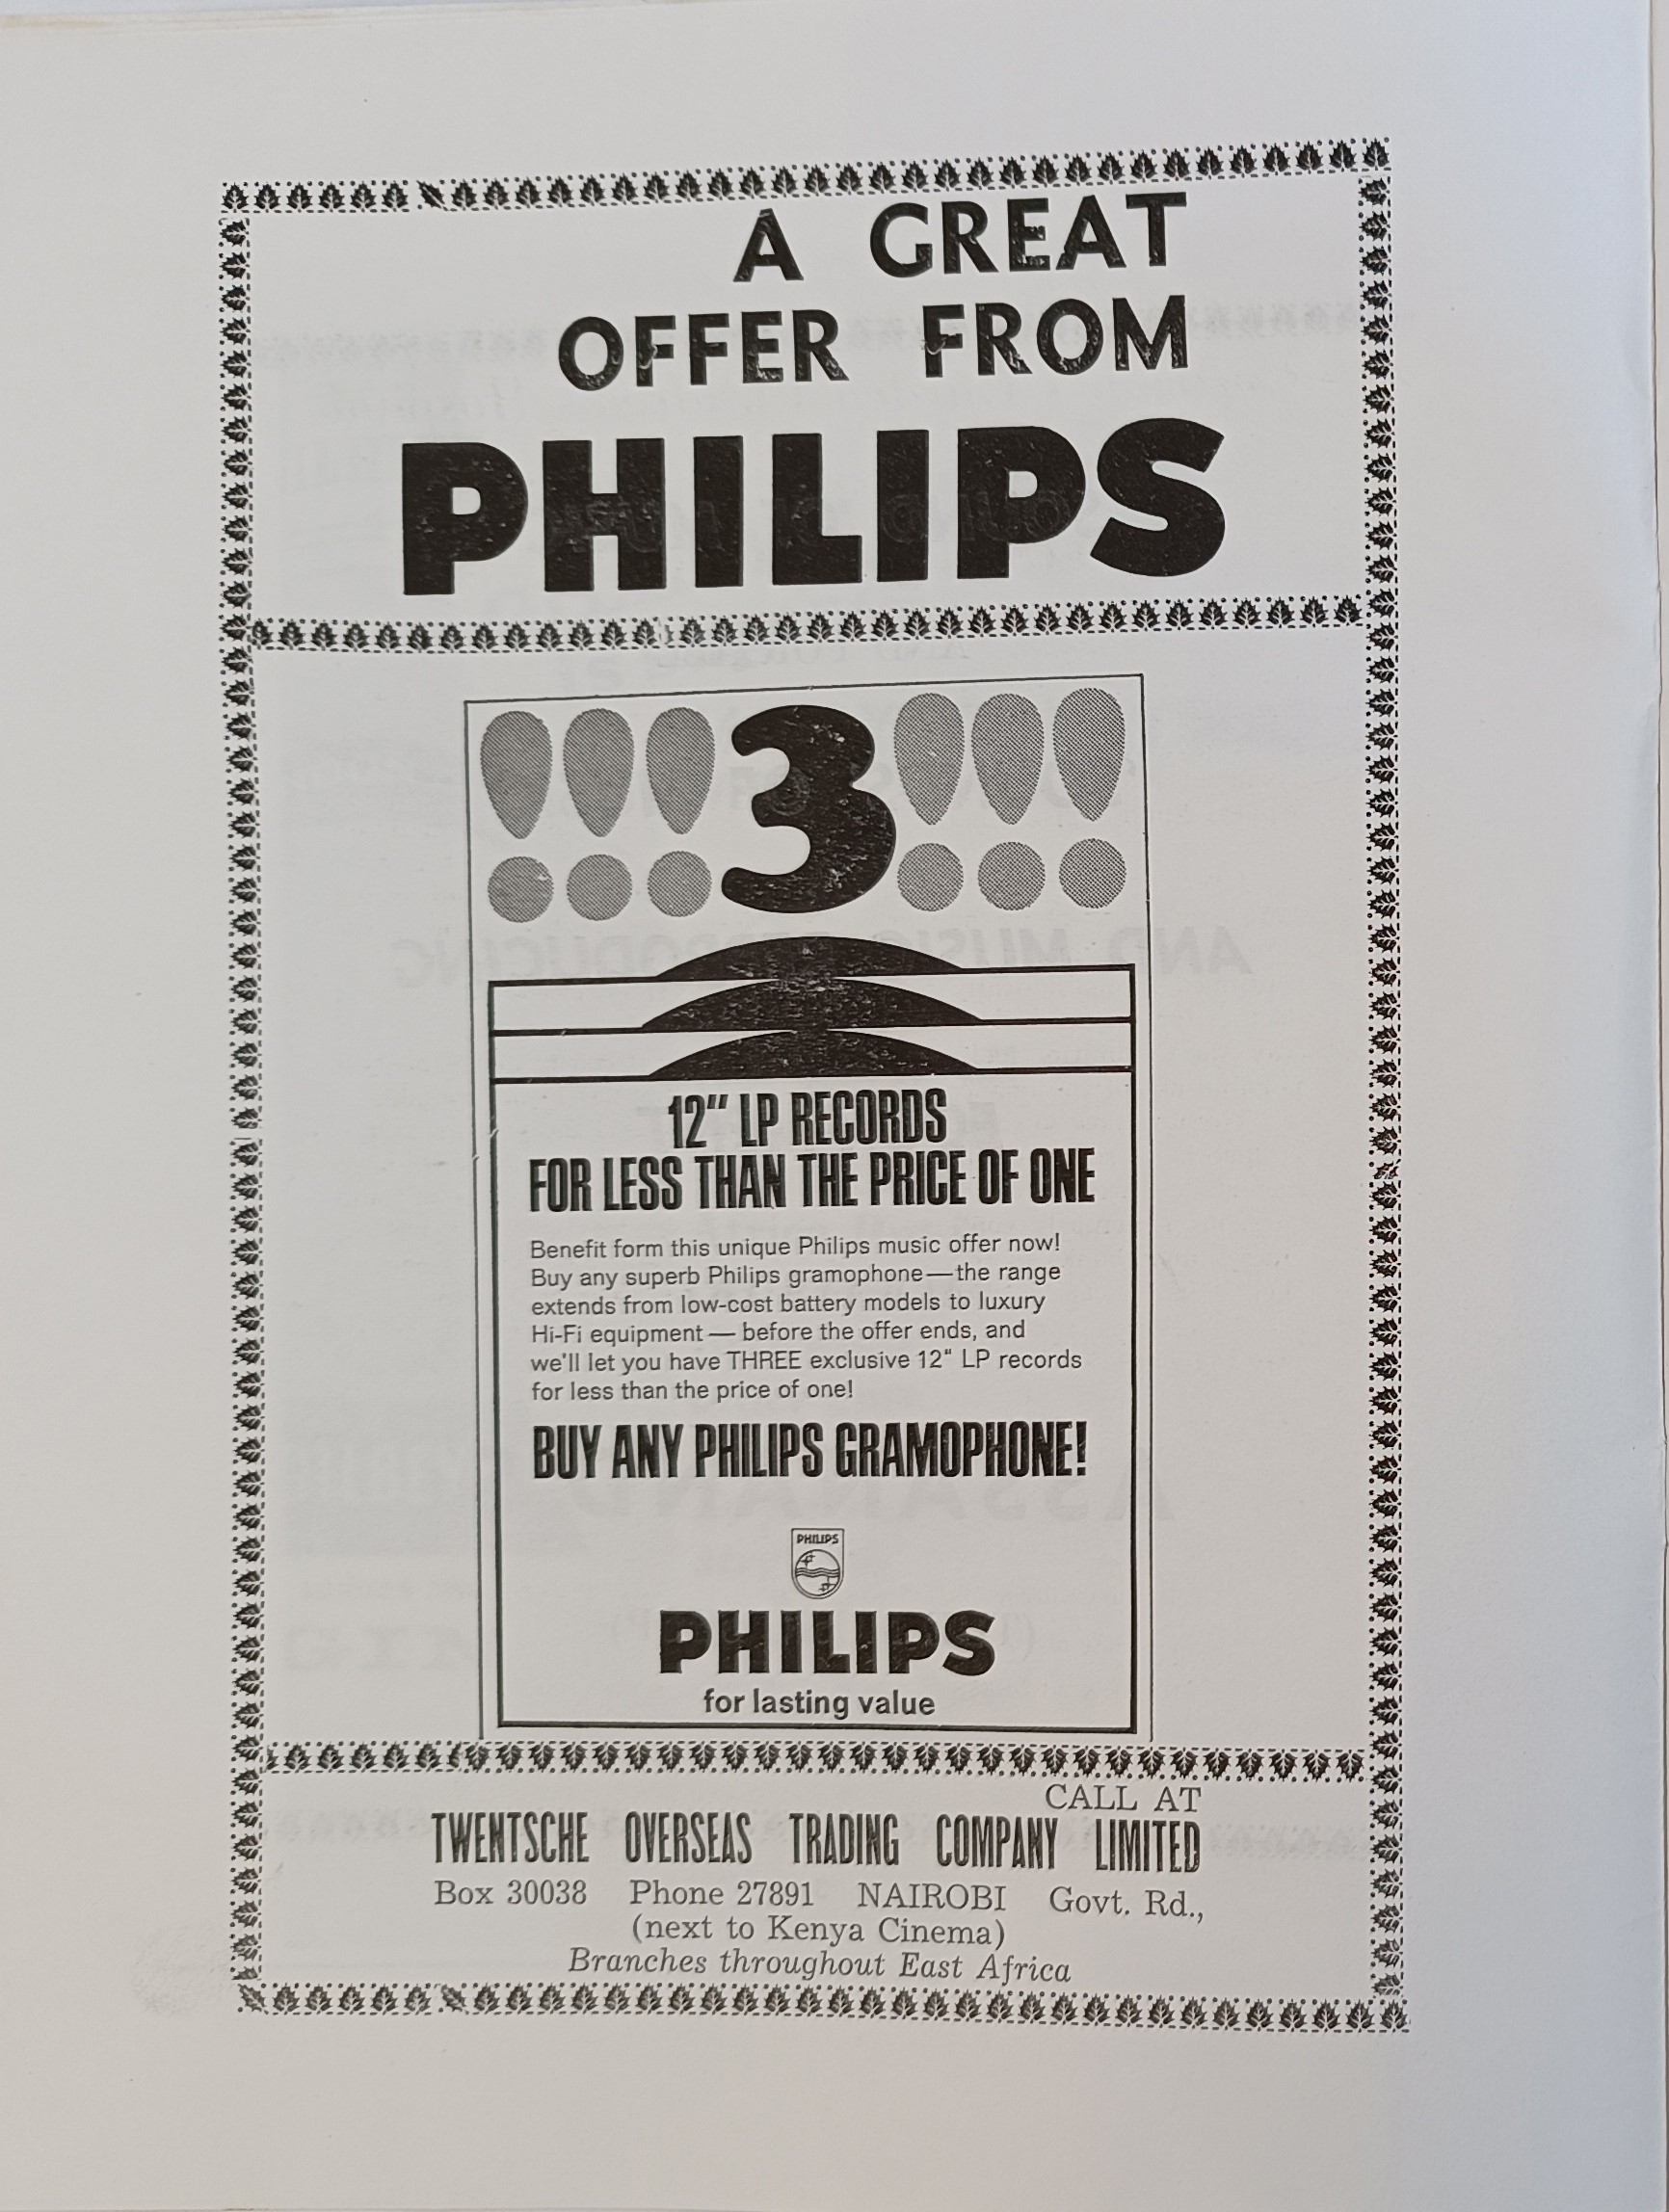 A GREAT
OFFER FROM
PHILIPS
!!!3!!!
12" LP RECORDS
FOR LESS THAN THE PRICE OF ONE
Benefit form this unique Philips music offer now!
Buy any superb Philips gramophone—the range
extends from low-cost battery models to luxury
Hi-Fi equipment — before the offer ends, and
we'll let you have THREE exclusive 12" LP records
for less than the price of one!
BUY ANY PHILIPS GRAMOPHONE!
PHILIPS
PHILIPS
for lasting value
CALL AT
TWENTSCHE OVERSEAS TRADING COMPANY LIMITED
Box 30038 Phone 27891 NAIROBI Govt. Rd.,
(next to Kenya Cinema)
Branches throughout East Africa